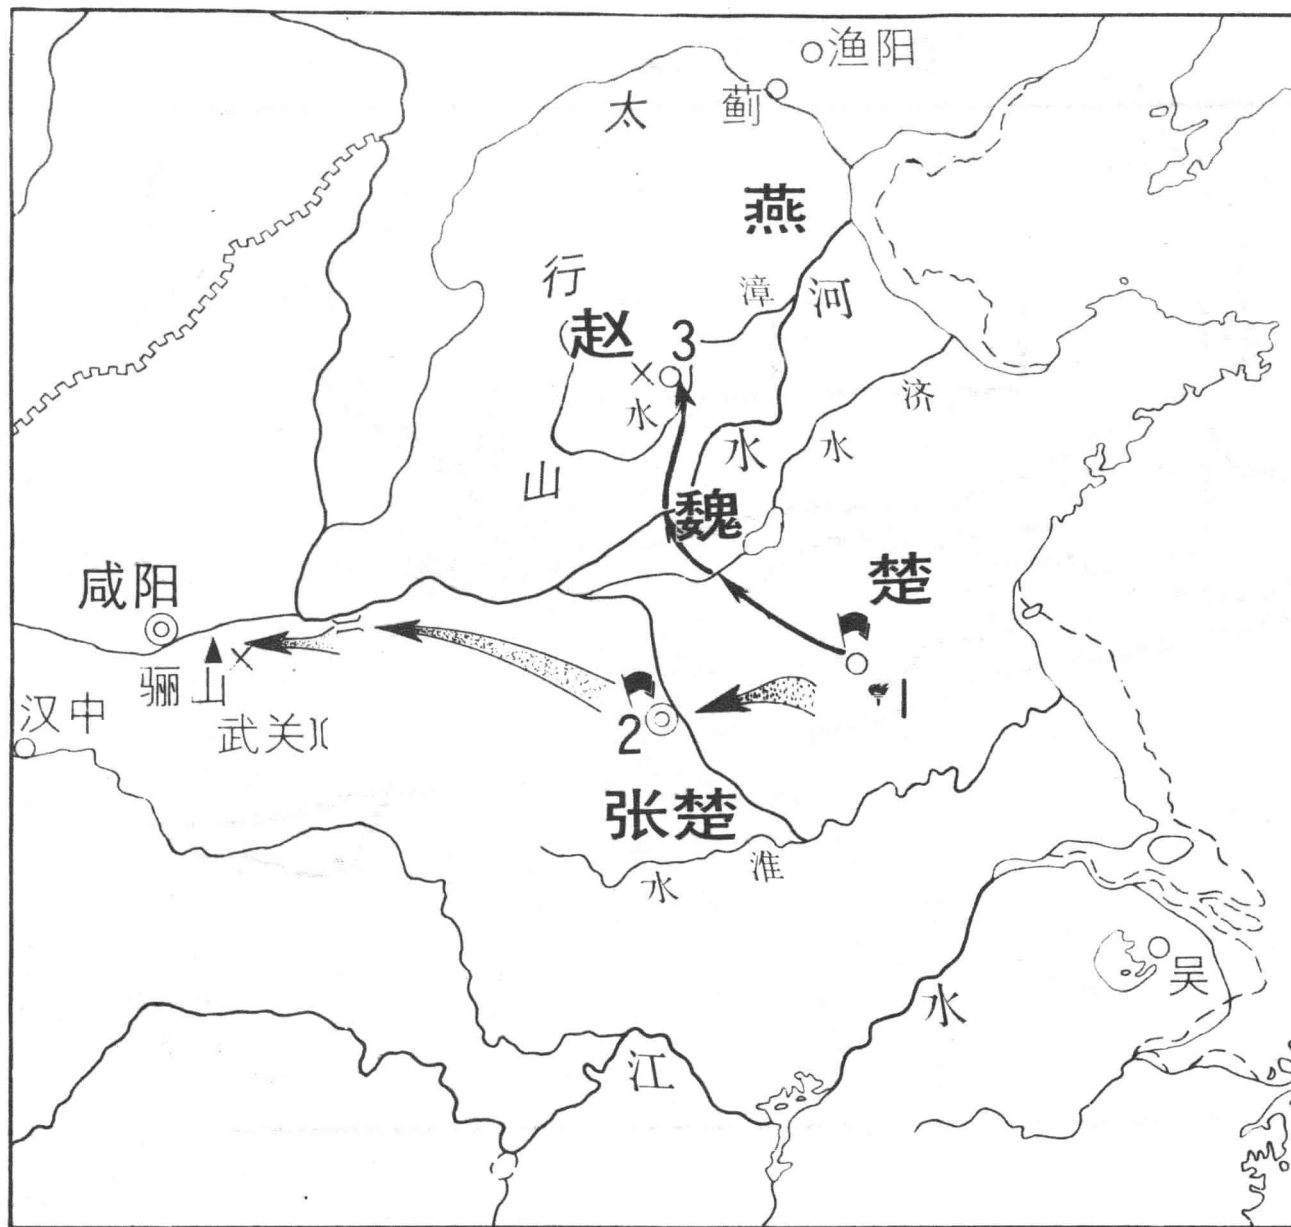 渔阳
蓟
太
燕
行
漳
河
赵
3
水
济
水
水
山
魏
楚
咸阳
骊山
1
汉中
武关
2
张楚
淮
水
吴
水
江